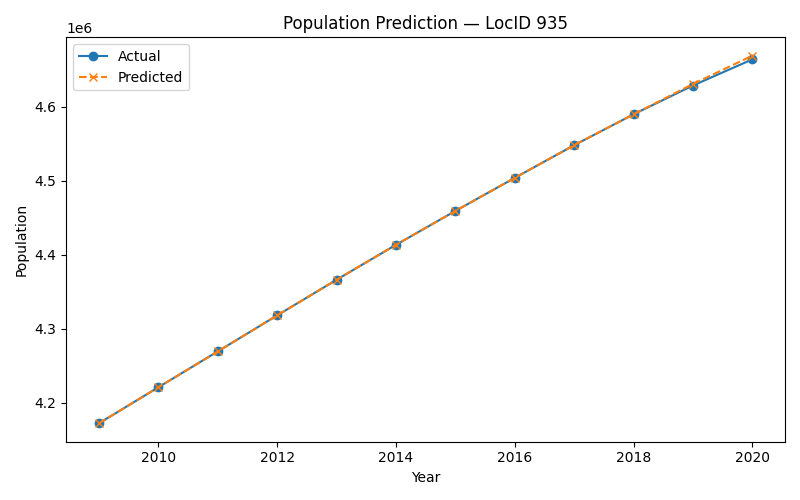 Population Prediction — LocID 935
1e6
Actual
Predicted
4.6
4.5
4.4
4.3
4.2
Population
2010 2012 2014 2016 2018 2020
Year